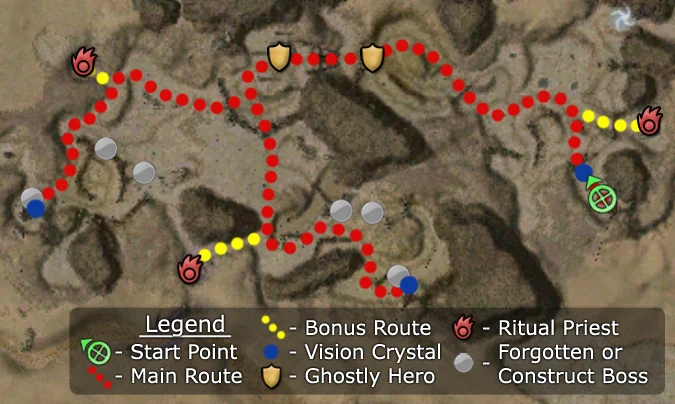 Legend
- Start Point
- Main Route
- Bonus Route
- Vision Crystal
- Ghostly Hero
- Ritual Priest
- Forgotten or
Construct Boss